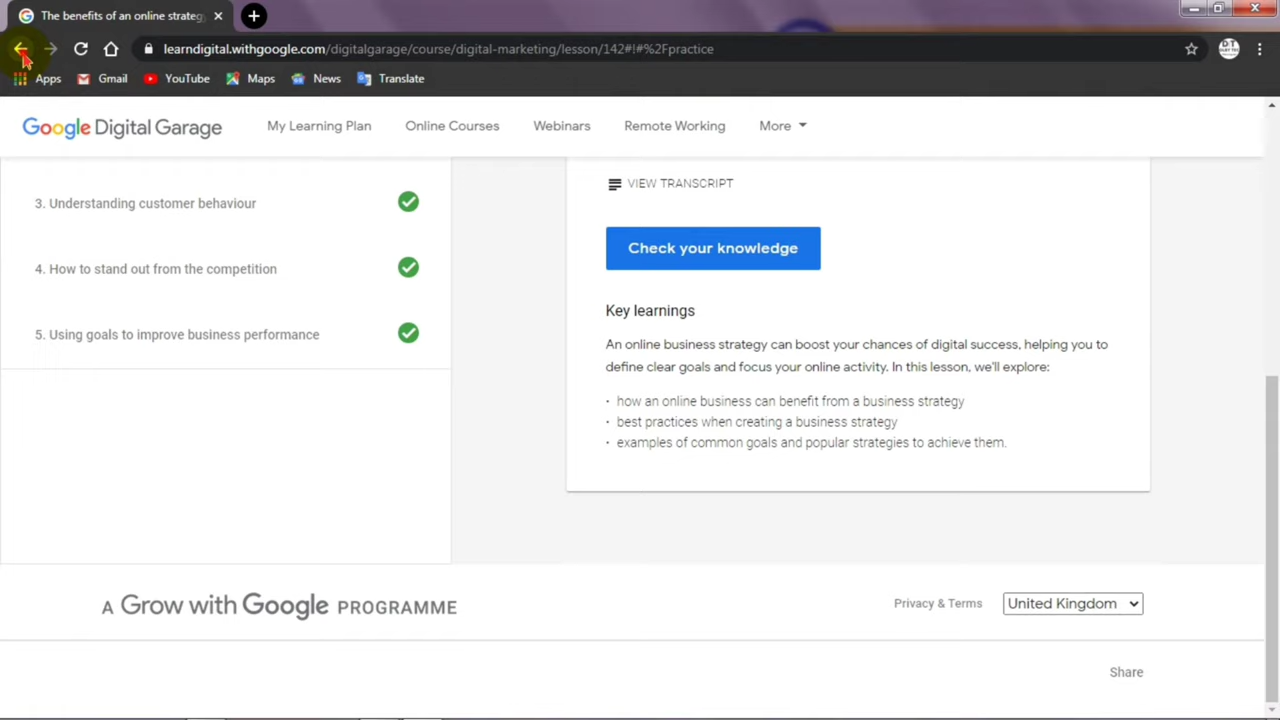 The benefits of an online strateg
learndigital.withgoogle.com/digitalgarage/course/digital-marketing/lesson/142#!#%2Fpractice
Apps Gmail YouTube Maps News Translate
Google Digital Garage My Learning Plan Online Courses Webinars Remote Working More
3. Understanding customer behaviour
4. How to stand out from the competition
5. Using goals to improve business performance
VIEW TRANSCRIPT
Check your knowledge
Key learnings
An online business strategy can boost your chances of digital success, helping you to
define clear goals and focus your online activity. In this lesson, we'll explore:
· how an online business can benefit from a business strategy
· best practices when creating a business strategy
· examples of common goals and popular strategies to achieve them.
A Grow with Google PROGRAMME
Privacy & Terms United Kingdom
Share